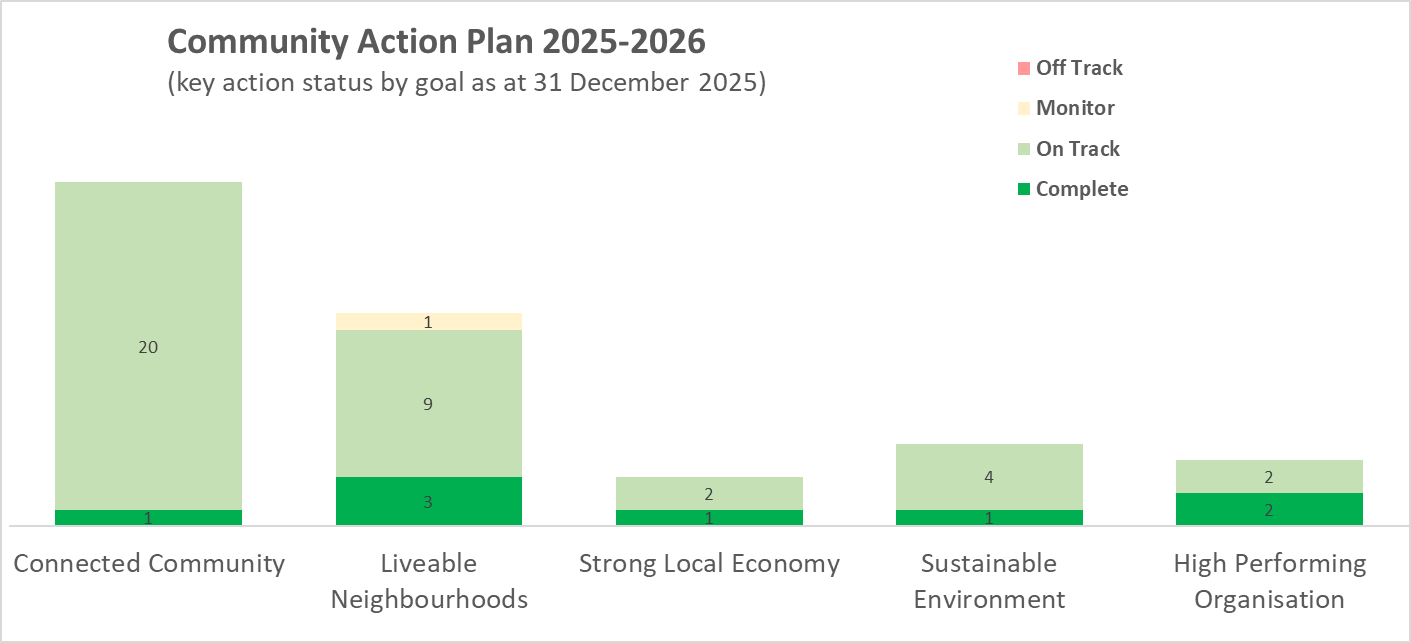 Community Action Plan 2025-2026
(key action status by goal as at 31 December 2025)
Off Track
Monitor
On Track
Complete
20
1
1
9
3
2
1
4
1
2
2
Connected Community
Liveable
Neighbourhoods
Strong Local Economy
Sustainable
Environment
High Performing
Organisation